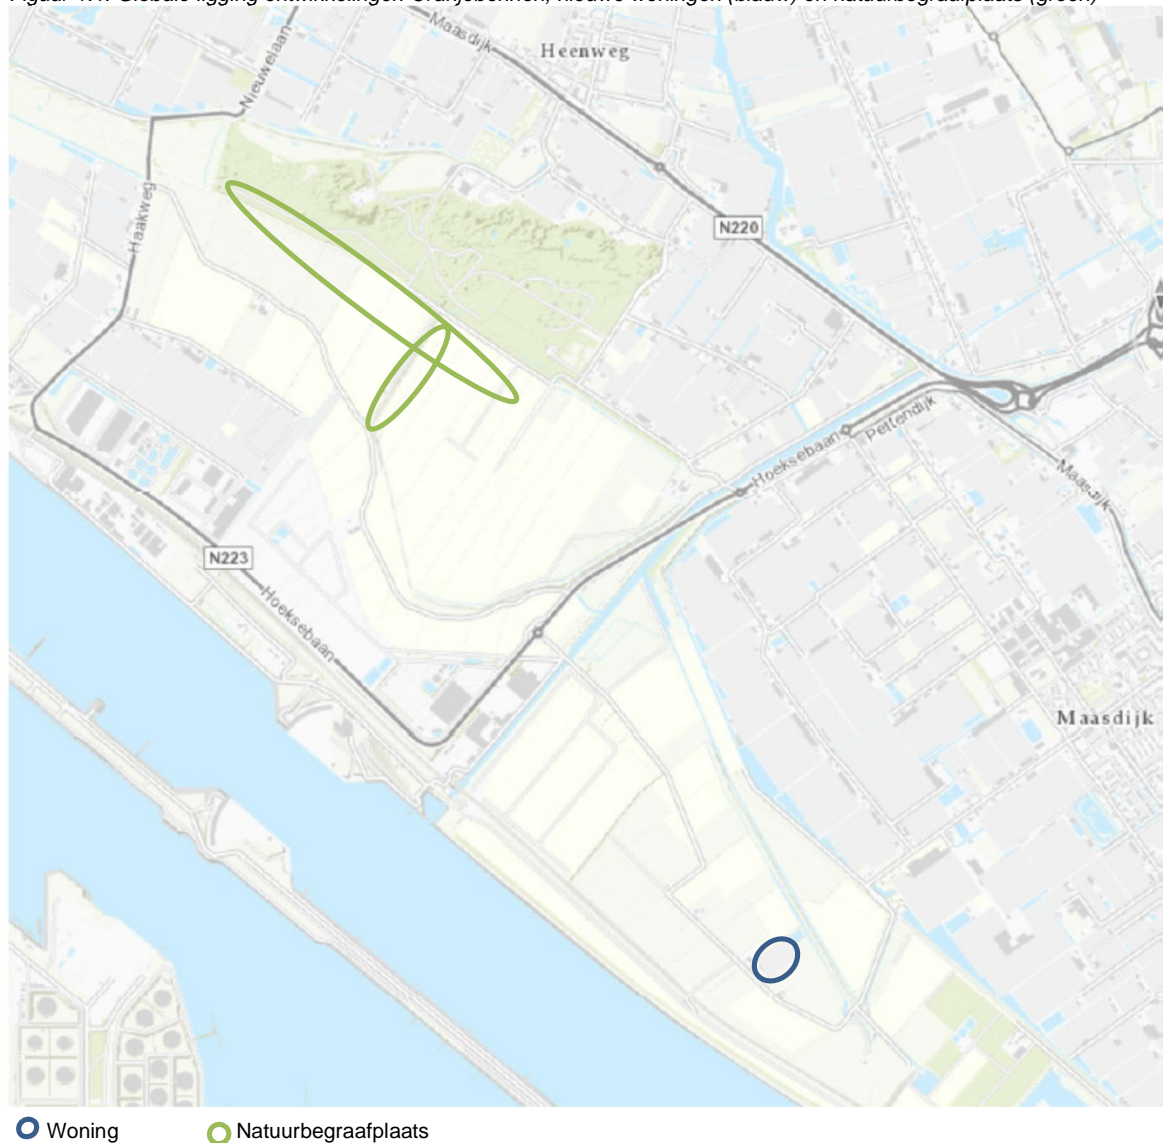 Maasdijk
Heenweg
Nieuwelaan
Haakweg
N220
Hoeksebaan
Pettendijk
Maasdijk
N223
Hoeksebaan
Maasdijk
Woning
Natuurbegraafplaats